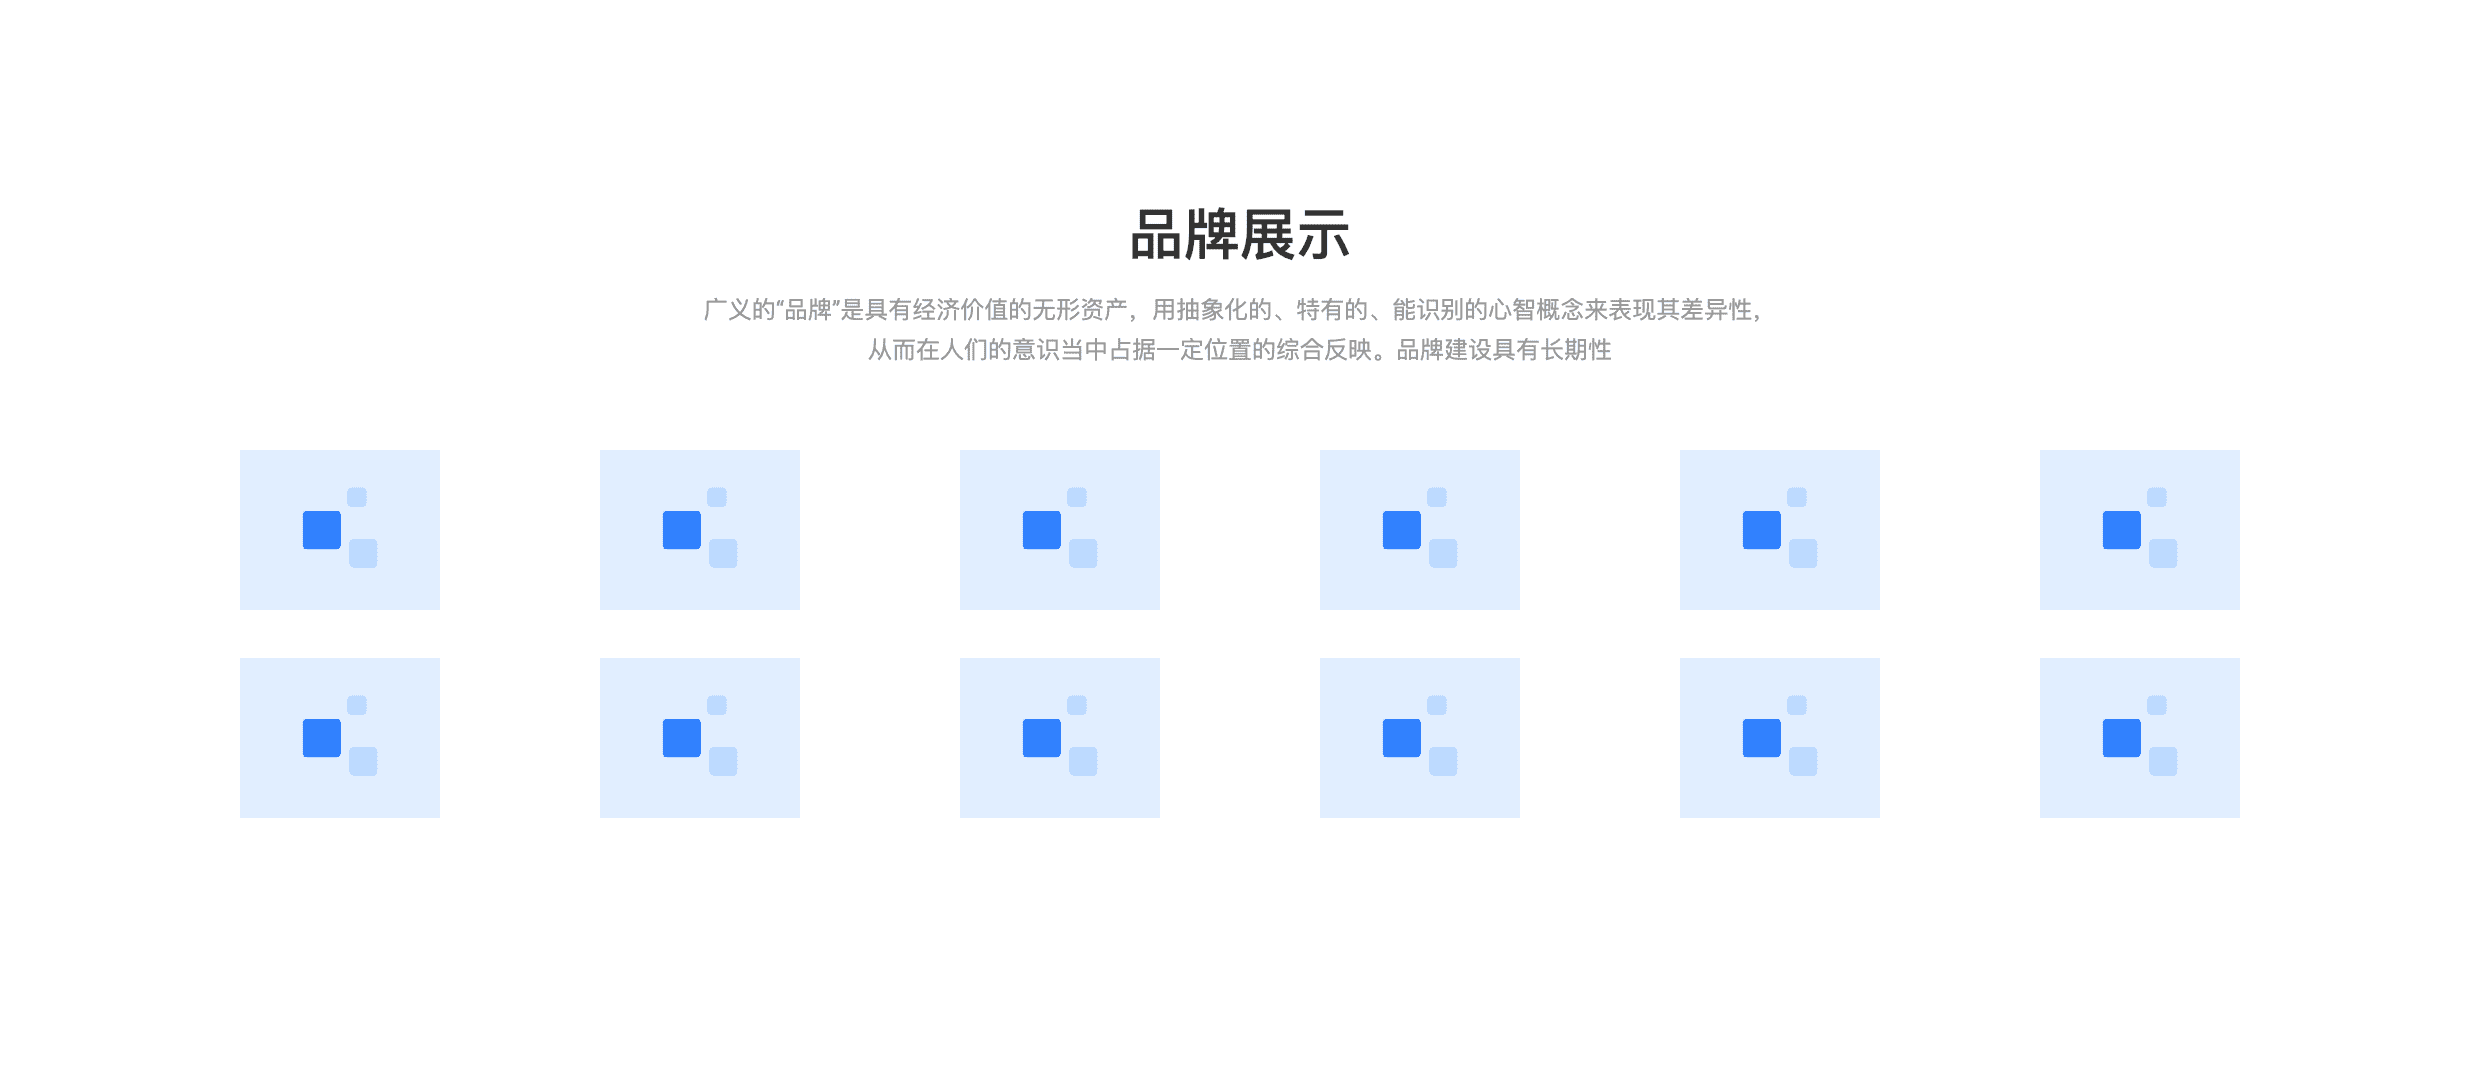 品牌展示
广义的“品牌”是具有经济价值的无形资产，用抽象化的、特有的、能识别的心智概念来表现其差异性，
从而在人们的意识当中占据一定位置的综合反映。品牌建设具有长期性